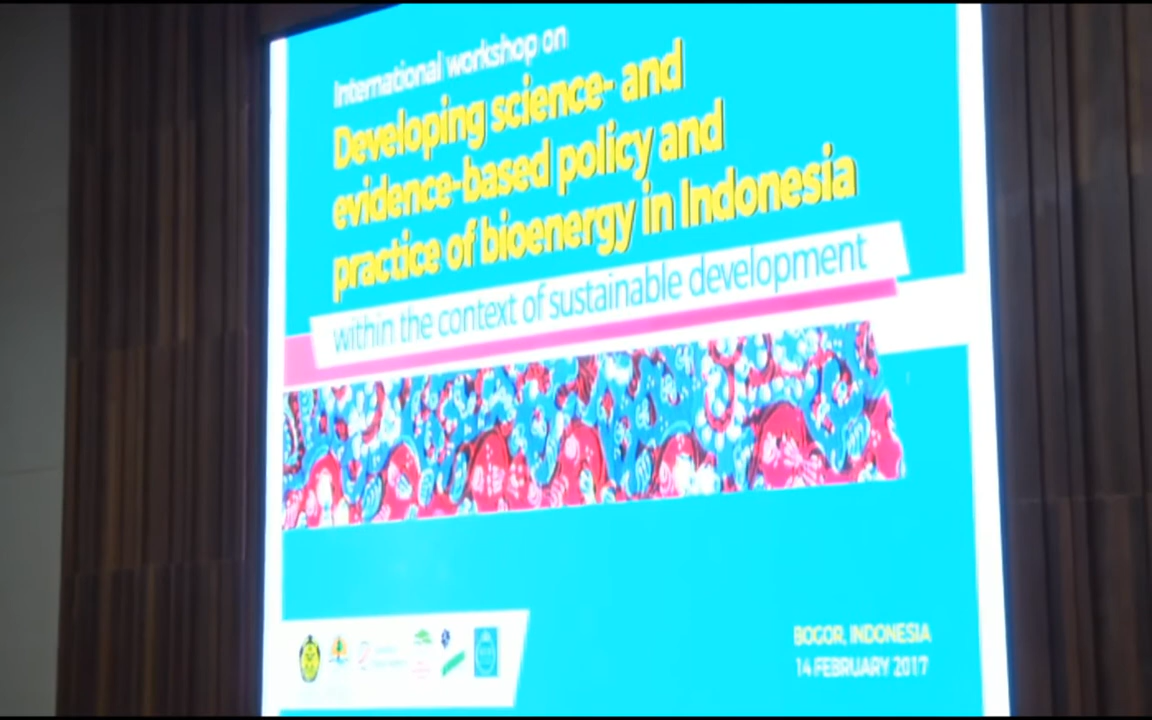 International workshop on
Developing science- and
evidence-based policy and
practice of bioenergy in Indonesia
within the context of sustainable development
BOGOR, INDONESIA
14 FEBRUARY 2017